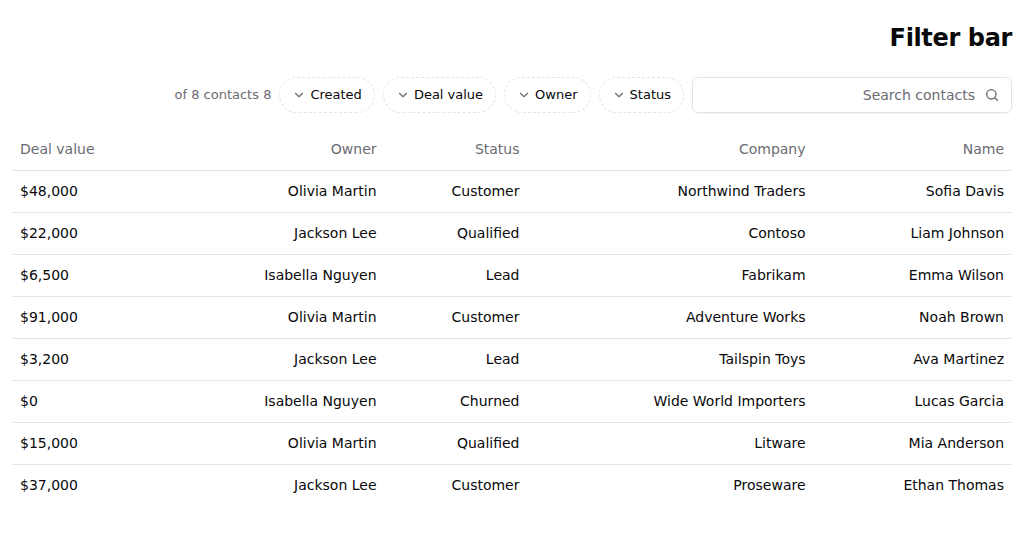 Filter bar
Search contacts Status Owner Deal value Created of 8 contacts 8
Name Company Status Owner Deal value
Sofia Davis Northwind Traders Customer Olivia Martin $48,000
Liam Johnson Contoso Qualified Jackson Lee $22,000
Emma Wilson Fabrikam Lead Isabella Nguyen $6,500
Noah Brown Adventure Works Customer Olivia Martin $91,000
Ava Martinez Tailspin Toys Lead Jackson Lee $3,200
Lucas Garcia Wide World Importers Churned Isabella Nguyen $0
Mia Anderson Litware Qualified Olivia Martin $15,000
Ethan Thomas Proseware Customer Jackson Lee $37,000